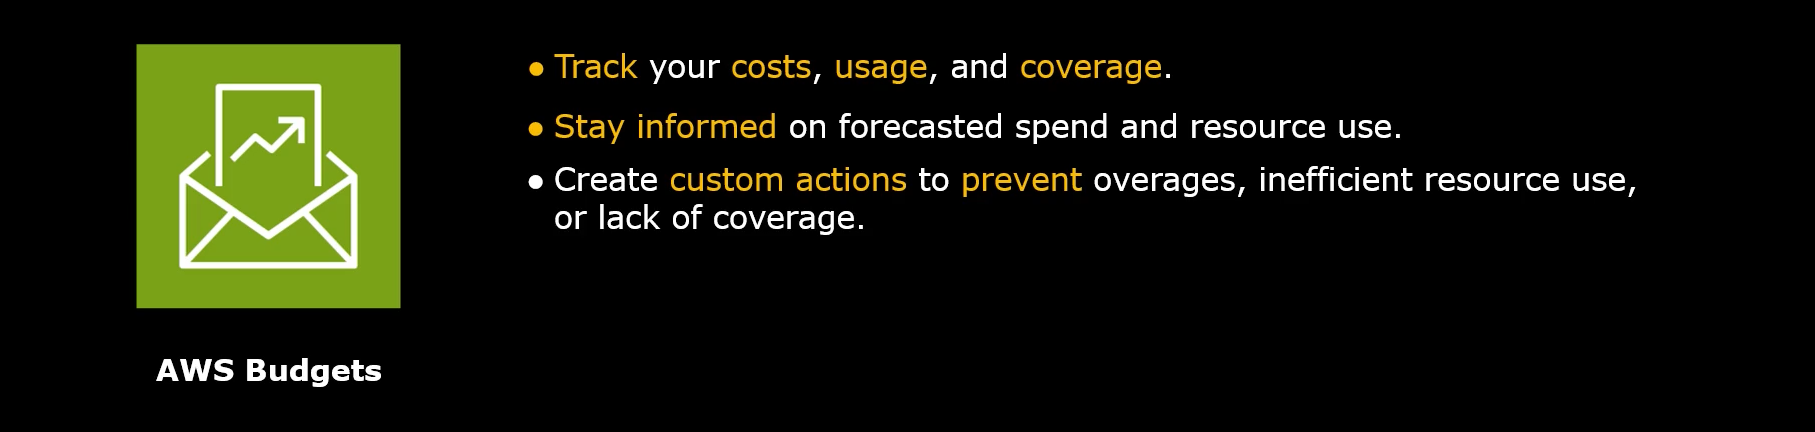 ● Track your costs, usage, and coverage.
● Stay informed on forecasted spend and resource use.
● Create custom actions to prevent overages, inefficient resource use,
or lack of coverage.
AWS Budgets